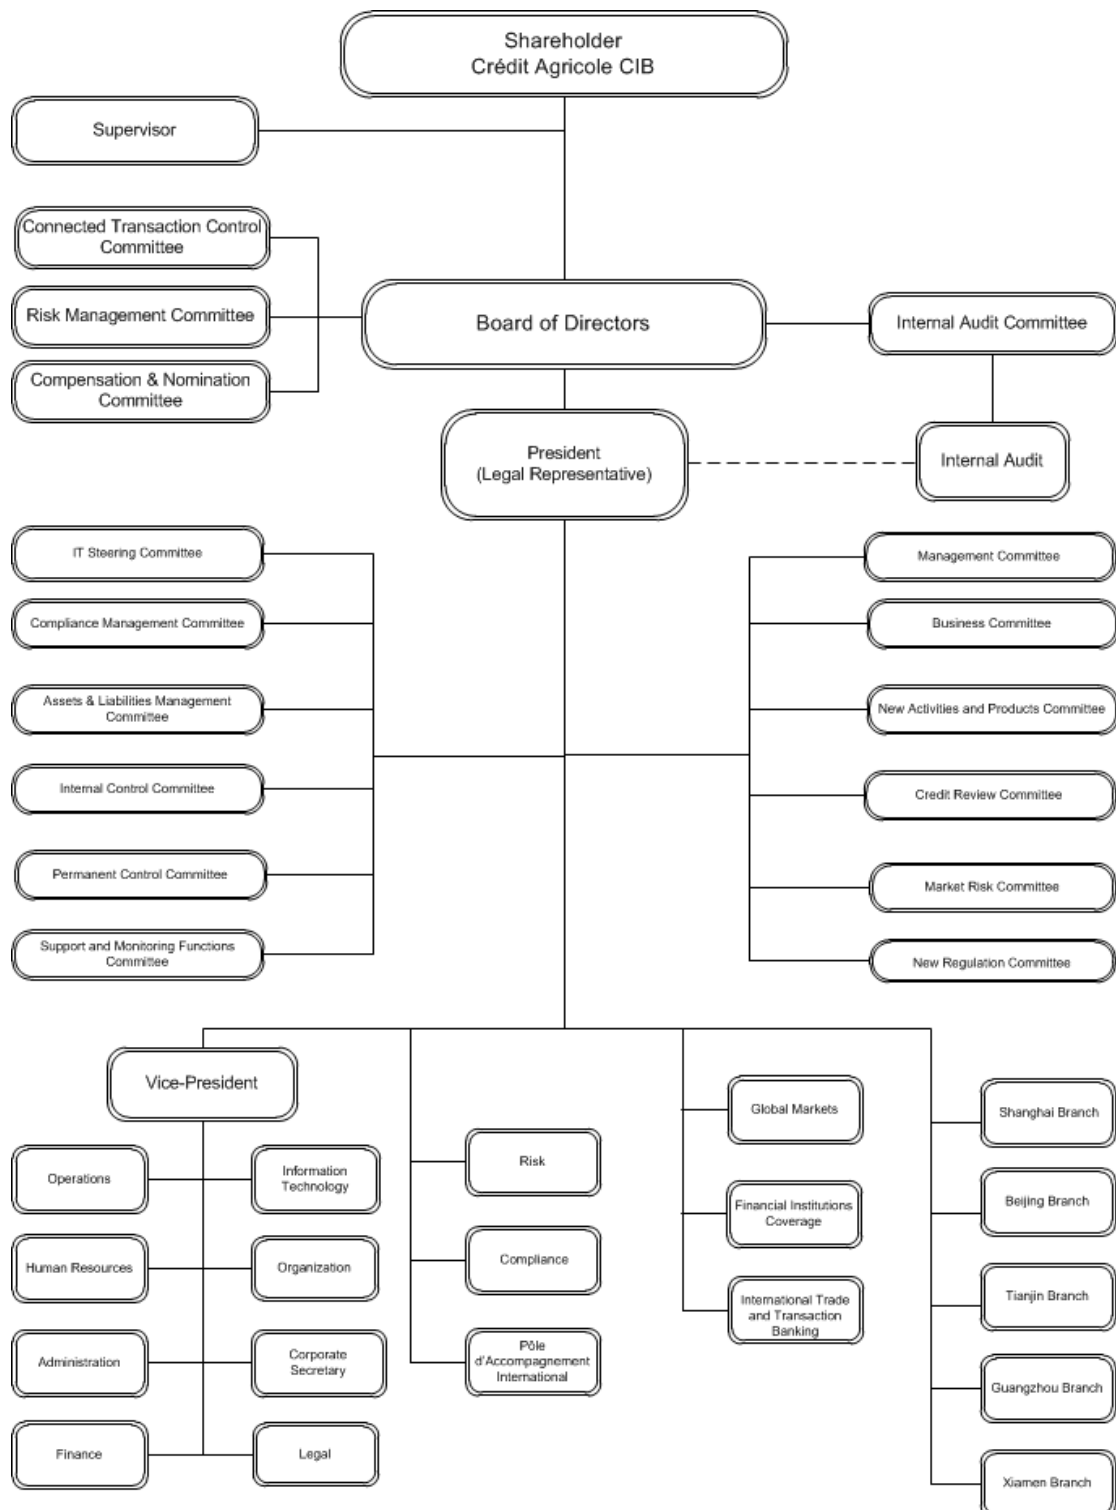 Shareholder
Crédit Agricole CIB
Supervisor
Connected Transaction Control
Committee
Risk Management Committee
Compensation & Nomination
Committee
Board of Directors
Internal Audit Committee
President
(Legal Representative)
Internal Audit
IT Steering Committee
Compliance Management Committee
Assets & Liabilities Management
Committee
Internal Control Committee
Permanent Control Committee
Support and Monitoring Functions
Committee
Management Committee
Business Committee
New Activities and Products Committee
Credit Review Committee
Market Risk Committee
New Regulation Committee
Vice-President
Operations
Information
Technology
Human Resources
Organization
Administration
Corporate
Secretary
Finance
Legal
Risk
Compliance
Pôle
d'Accompagnement
International
Global Markets
Financial Institutions
Coverage
International Trade
and Transaction
Banking
Shanghai Branch
Beijing Branch
Tianjin Branch
Guangzhou Branch
Xiamen Branch